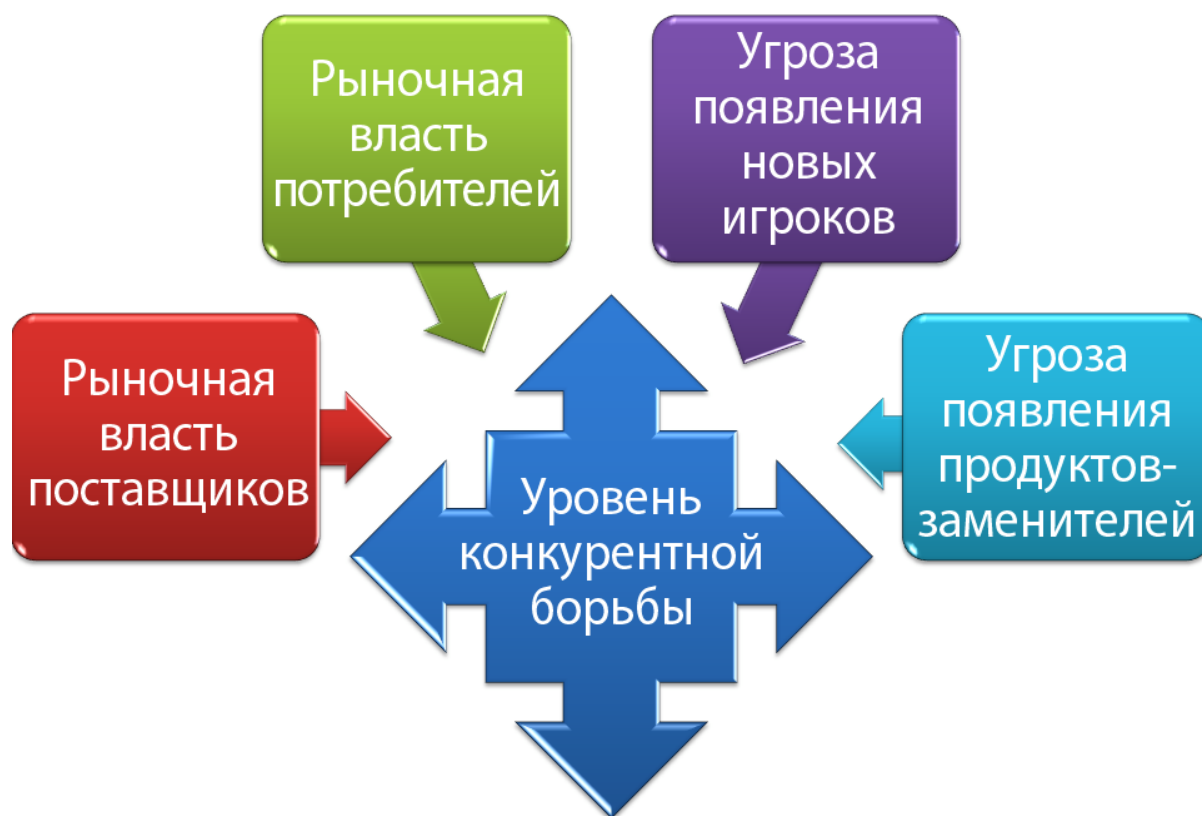 Рыночная
власть
потребителей
Угроза
появления
новых
игроков
Рыночная
власть
поставщиков
Угроза
появления
продуктов-
заменителей
Уровень
конкурентной
борьбы